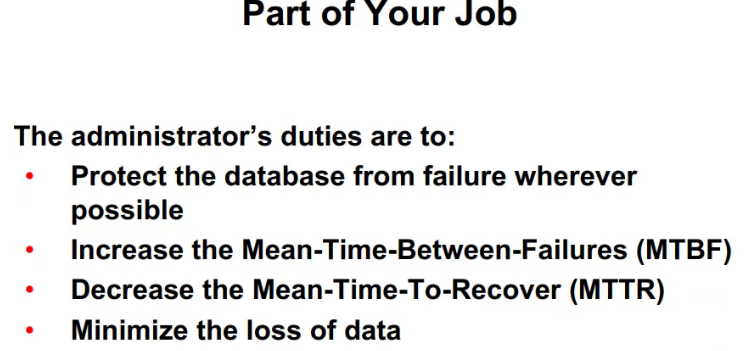 Part of Your Job
The administrator’s duties are to:
• Protect the database from failure wherever
possible
• Increase the Mean-Time-Between-Failures (MTBF)
• Decrease the Mean-Time-To-Recover (MTTR)
• Minimize the loss of data